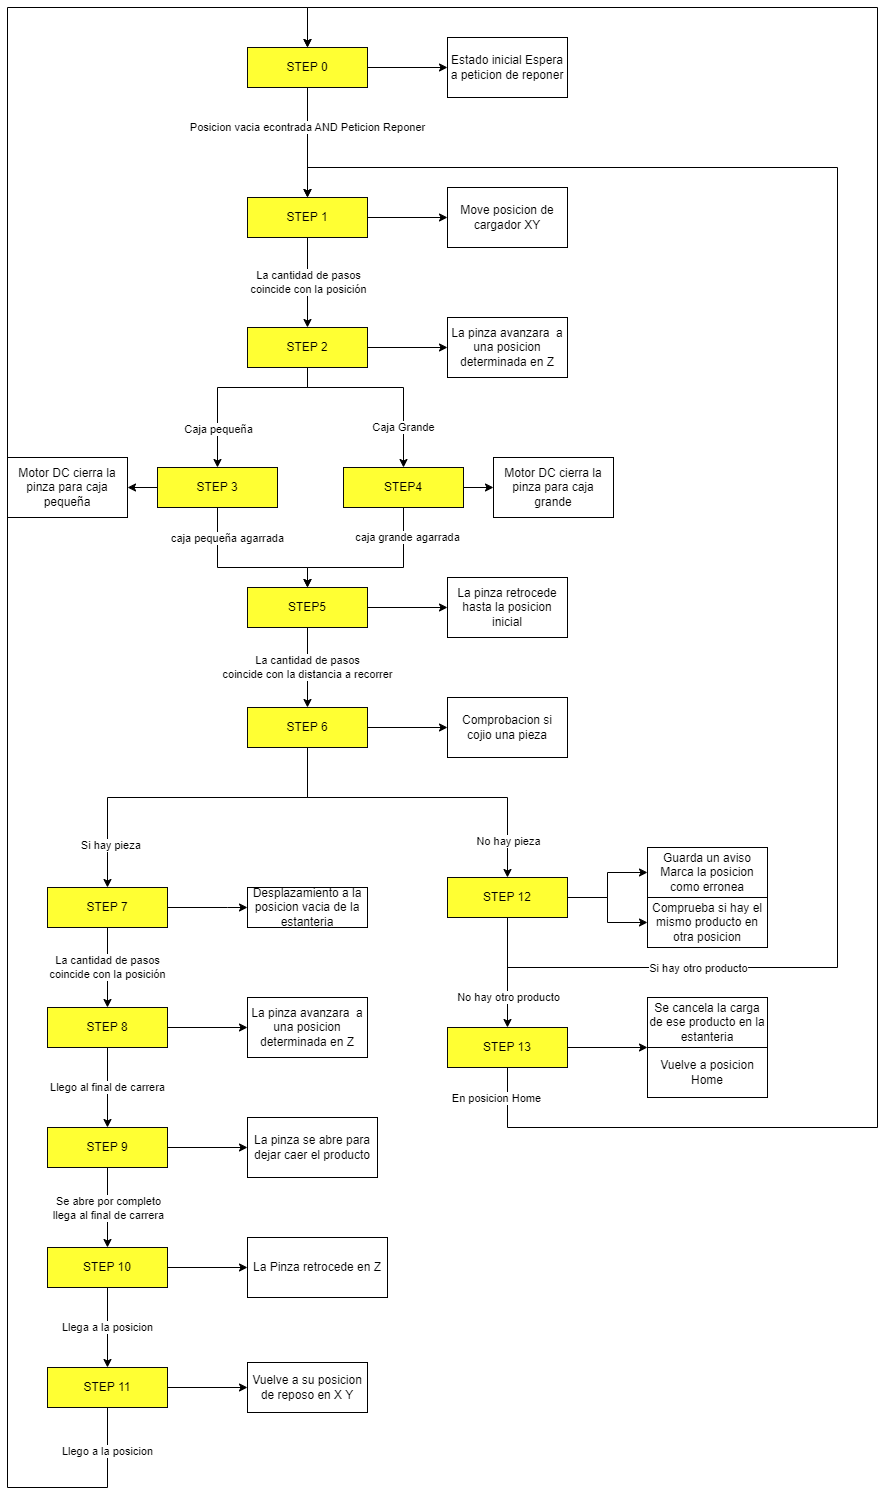 STEP 0
Estado inicial Espera
a peticion de reponer
Posicion vacia econtrada AND Peticion Reponer
STEP 1
Move posicion de
cargador XY
La cantidad de pasos
coincide con la posición
STEP 2
La pinza avanzara  a
una posicion
determinada en Z
Caja pequeña
Caja Grande
Motor DC cierra la
pinza para caja
pequeña
STEP 3
STEP4
Motor DC cierra la
pinza para caja
grande
caja pequeña agarrada
caja grande agarrada
STEP5
La pinza retrocede
hasta la posicion
inicial
La cantidad de pasos
coincide con la distancia a recorrer
STEP 6
Comprobacion si
cojio una pieza
Si hay pieza
No hay pieza
STEP 7
Desplazamiento a la
posicion vacia de la
estanteria
STEP 12
Guarda un aviso
Marca la posicion
como erronea
Comprueba si hay el
mismo producto en
otra posicion
La cantidad de pasos
coincide con la posición
Si hay otro producto
No hay otro producto
STEP 8
La pinza avanzara  a
una posicion
determinada en Z
STEP 13
Se cancela la carga
de ese producto en la
estanteria
Vuelve a posicion
Home
Llego al final de carrera
En posicion Home
STEP 9
La pinza se abre para
dejar caer el producto
Se abre por completo
llega al final de carrera
STEP 10
La Pinza retrocede en Z
Llega a la posicion
STEP 11
Vuelve a su posicion
de reposo en X Y
Llego a la posicion